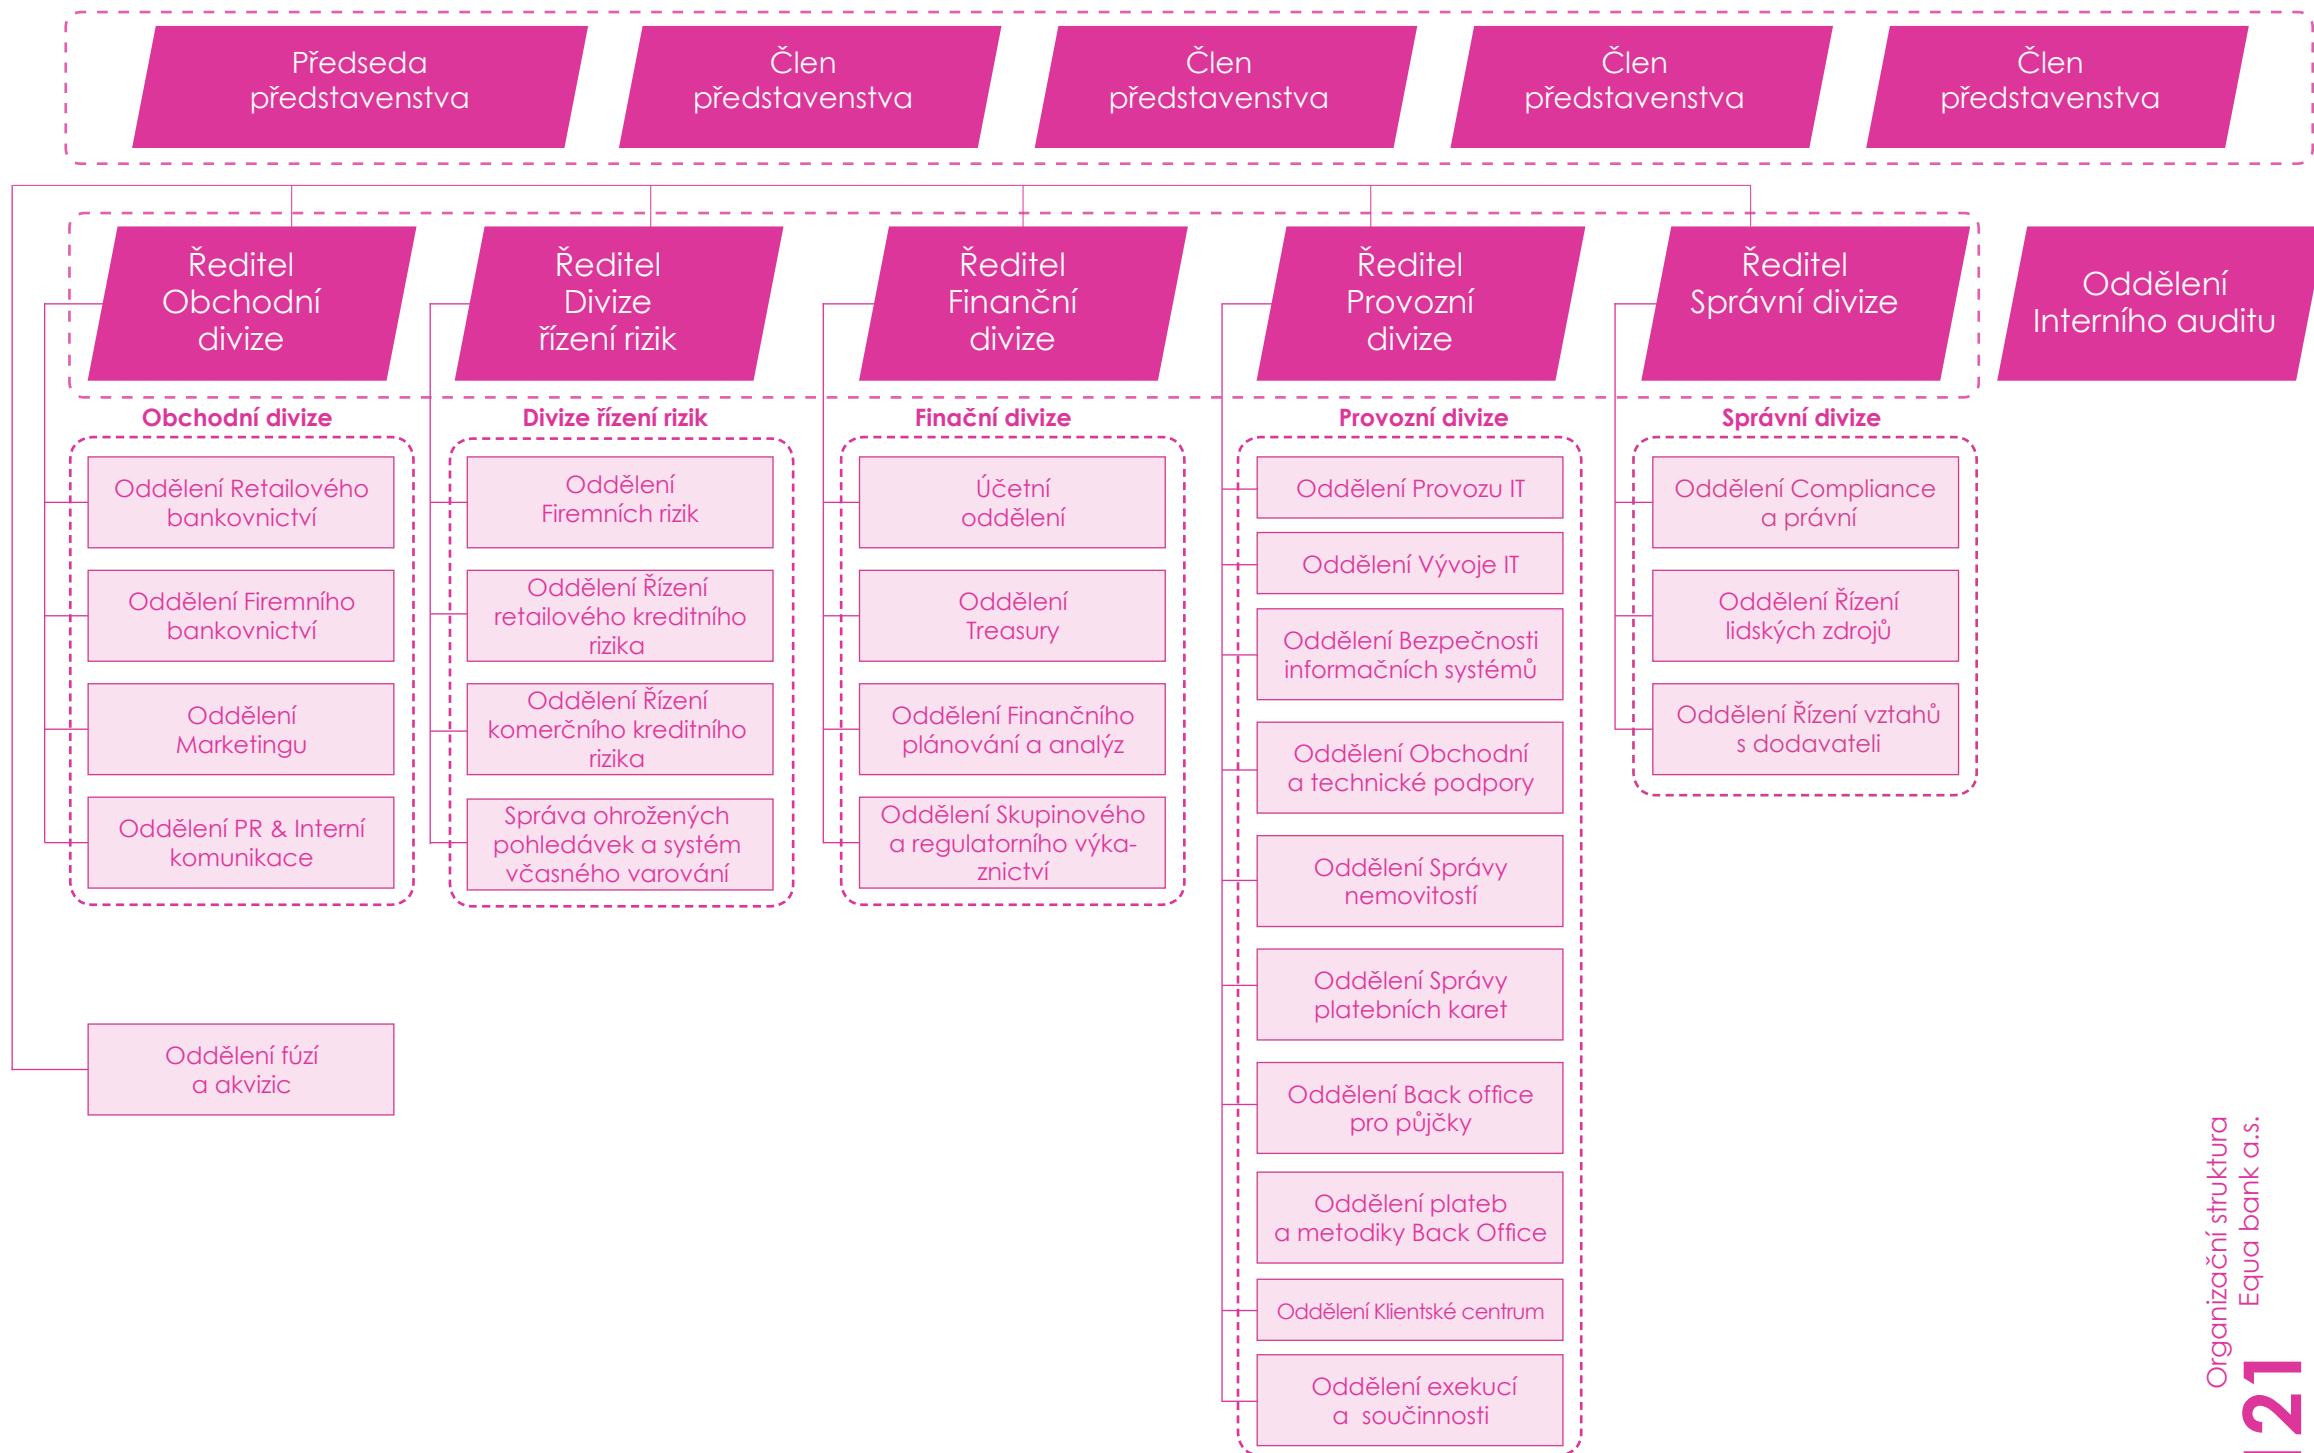 Předseda
představenstva
Člen
představenstva
Člen
představenstva
Člen
představenstva
Člen
představenstva
Ředitel
Obchodní
divize
Ředitel
Divize
řízení rizik
Ředitel
Finanční
divize
Ředitel
Provozní
divize
Ředitel
Správní divize
Oddělení
Interního auditu
Obchodní divize
Oddělení Retailového
bankovnictví
Oddělení Firemního
bankovnictví
Oddělení
Marketingu
Oddělení PR & Interní
komunikace
Divize řízení rizik
Oddělení
Firemních rizik
Oddělení Řízení
retailového kreditního
rizika
Oddělení Řízení
komerčního kreditního
rizika
Správa ohrožených
pohledávek a systém
včasného varování
Finační divize
Účetní
oddělení
Oddělení
Treasury
Oddělení Finančního
plánování a analýz
Oddělení Skupinového
a regulatorního výka-
znictví
Provozní divize
Oddělení Provozu IT
Oddělení Vývoje IT
Oddělení Bezpečnosti
informačních systémů
Oddělení Obchodní
a technické podpory
Oddělení Správy
nemovitostí
Oddělení Správy
platebních karet
Oddělení Back office
pro půjčky
Oddělení plateb
a metodiky Back Office
Oddělení Klientské centrum
Oddělení exekucí
a součinnosti
Správní divize
Oddělení Compliance
a právní
Oddělení Řízení
lidských zdrojů
Oddělení Řízení vztahů
s dodavateli
Oddělení fúzí
a akvizic
Organizační struktura
Equa bank a.s.
21